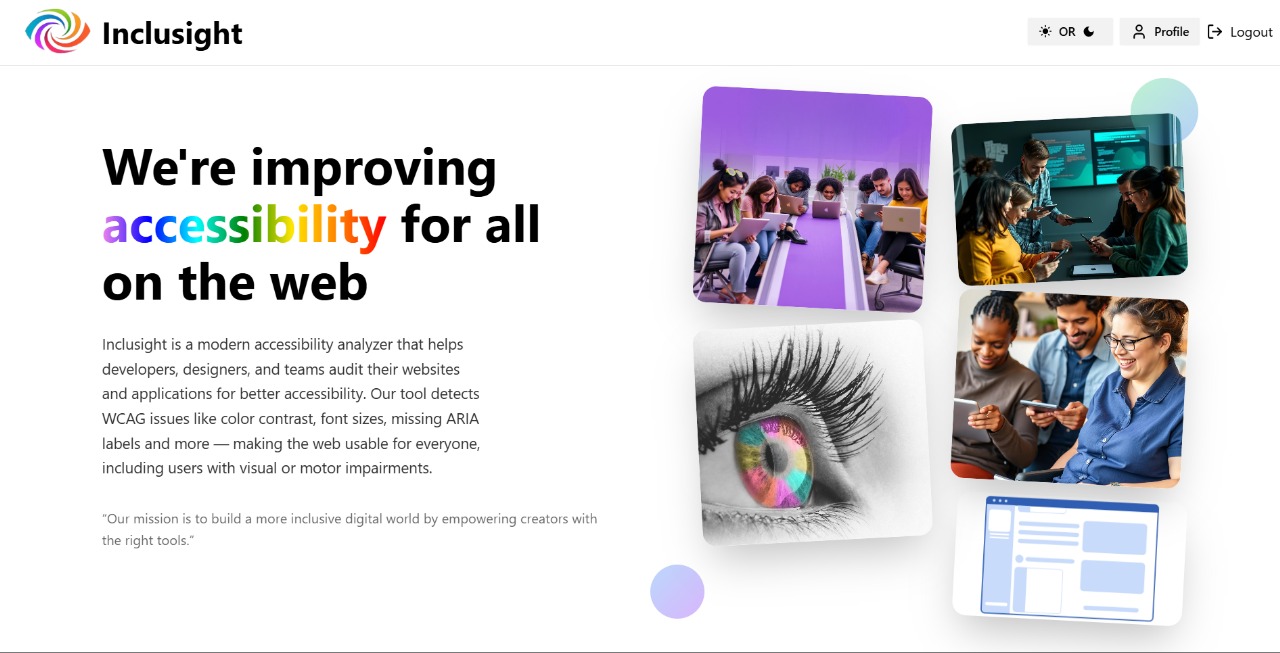 Inclusight
OR
Profile
Logout
We're improving
accessibility for all
on the web
Inclusight is a modern accessibility analyzer that helps
developers, designers, and teams audit their websites
and applications for better accessibility. Our tool detects
WCAG issues like color contrast, font sizes, missing ARIA
labels and more — making the web usable for everyone,
including users with visual or motor impairments.
“Our mission is to build a more inclusive digital world by empowering creators with
the right tools.”